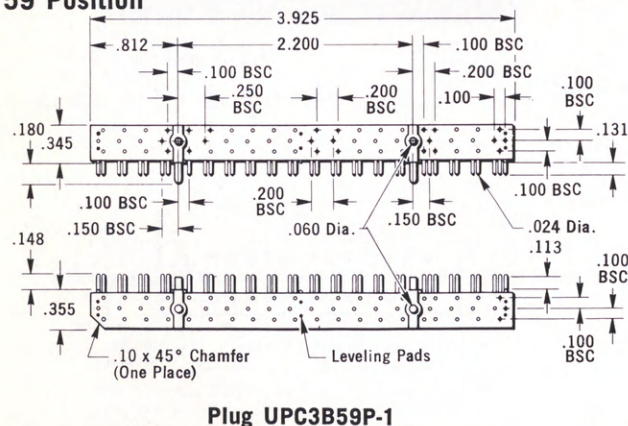 59 Position
3.925
.812
2.200
.100 BSC
.100 BSC
.200 BSC
.250
BSC
.200
BSC
.100
.100
BSC
.180
.345
.131
.100 BSC
.100 BSC
.200
BSC
.150 BSC
.060 Dia.
.150 BSC
.024 Dia.
.148
.113
.100
BSC
.355
.10 x 45° Chamfer
(One Place)
Leveling Pads
.100
BSC
Plug UPC3B59P-1